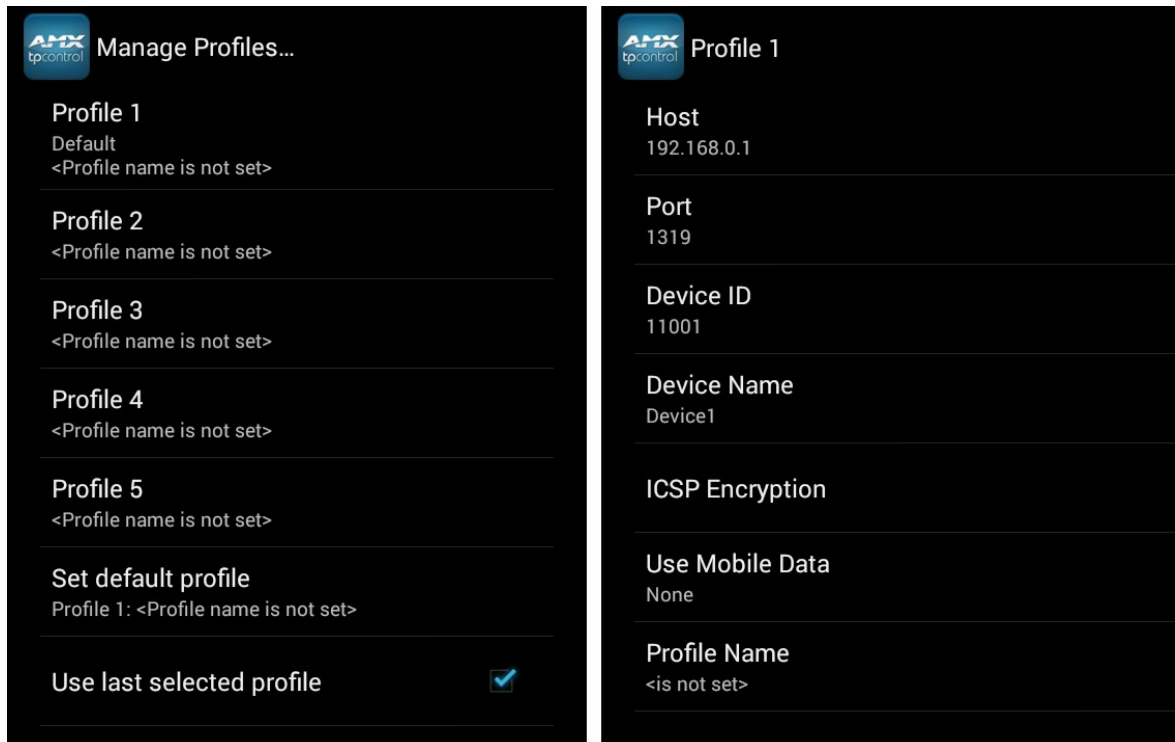 AMX
tpcontrol
Manage Profiles...
Profile 1
Default
<Profile name is not set>
Profile 2
<Profile name is not set>
Profile 3
<Profile name is not set>
Profile 4
<Profile name is not set>
Profile 5
<Profile name is not set>
Set default profile
Profile 1: <Profile name is not set>
Use last selected profile
AMX
tpcontrol
Profile 1
Host
192.168.0.1
Port
1319
Device ID
11001
Device Name
Device1
ICSP Encryption
Use Mobile Data
None
Profile Name
<is not set>